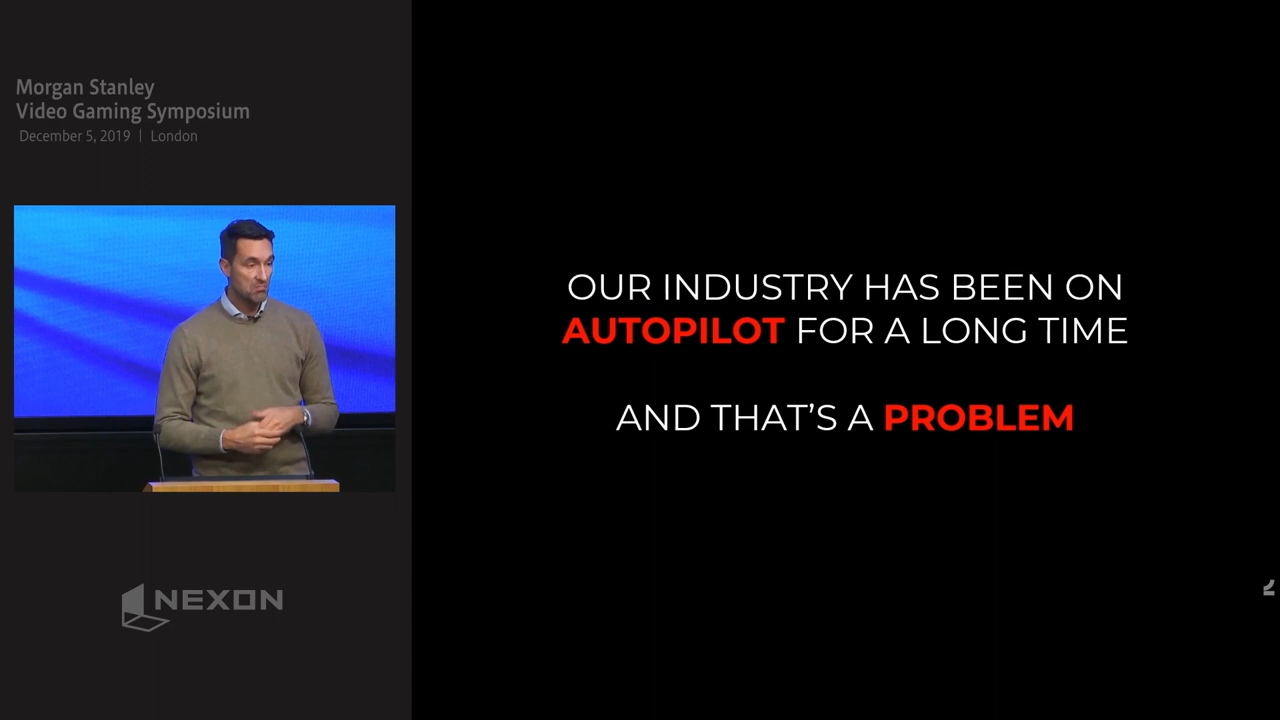 Morgan Stanley
Video Gaming Symposium
December 5, 2019 | London
OUR INDUSTRY HAS BEEN ON
AUTOPILOT FOR A LONG TIME
AND THAT'S A PROBLEM
NEXON